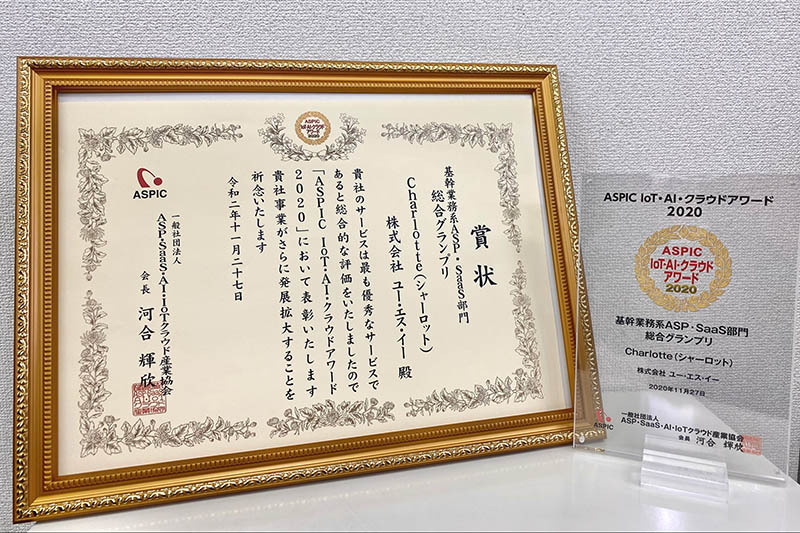 ASPIC
IoT・AI・クラウド
アワード
2020
賞状
基幹業務系ASP・SaaS部門
総合グランプリ
Charlotte(シャーロット)
株式会社 ユー・エス・イー 殿
貴社のサービスは最も優秀なサービスで
あると総合的な評価をいたしましたので
「ASPIC IoT・AI・クラウドアワード
2020」において表彰いたします
貴社事業がさらに発展拡大することを
祈念いたします
令和二年十一月二十七日
ASPIC
一般社団法人
ASP・SaaS・AI・IoTクラウド産業協会
会長 河合 輝欣
ASPIC IoT・AI・クラウドアワード
2020
ASPIC
IoT・AI・クラウド
アワード
2020
基幹業務系ASP・SaaS部門
総合グランプリ
Charlotte(シャーロット)
株式会社 ユー・エス・イー
2020年11月27日
ASPIC
一般社団法人
ASP・SaaS・AI・IoTクラウド産業協会
会長 河合 輝欣